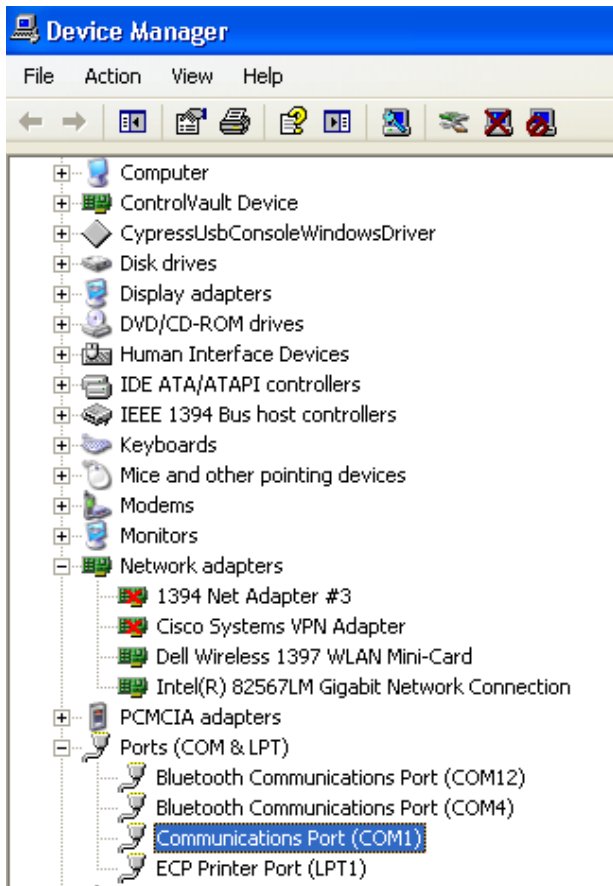 Device Manager
File Action View Help
Computer
ControlVault Device
CypressUsbConsoleWindowsDriver
Disk drives
Display adapters
DVD/CD-ROM drives
Human Interface Devices
IDE ATA/ATAPI controllers
IEEE 1394 Bus host controllers
Keyboards
Mice and other pointing devices
Modems
Monitors
Network adapters
1394 Net Adapter #3
Cisco Systems VPN Adapter
Dell Wireless 1397 WLAN Mini-Card
Intel(R) 82567LM Gigabit Network Connection
PCMCIA adapters
Ports (COM & LPT)
Bluetooth Communications Port (COM12)
Bluetooth Communications Port (COM4)
Communications Port (COM1)
ECP Printer Port (LPT1)